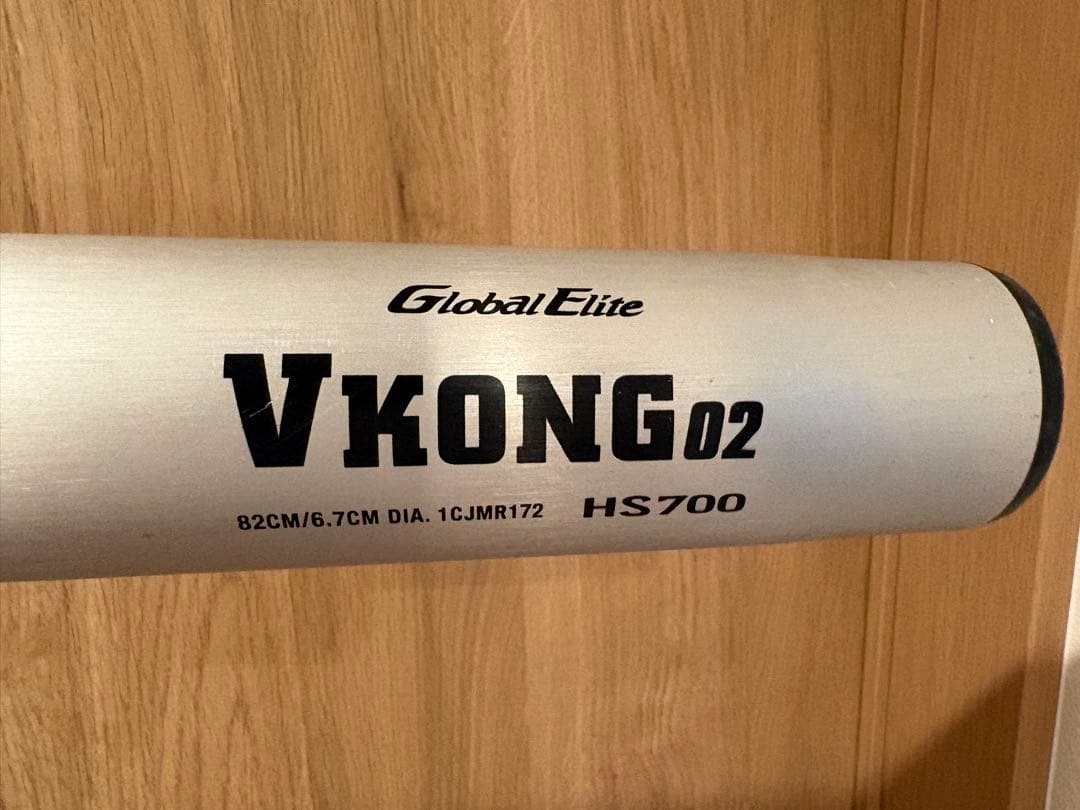 Global Elite
VKONG02
82CM/6.7CM DIA. 1CJMR172 HS700